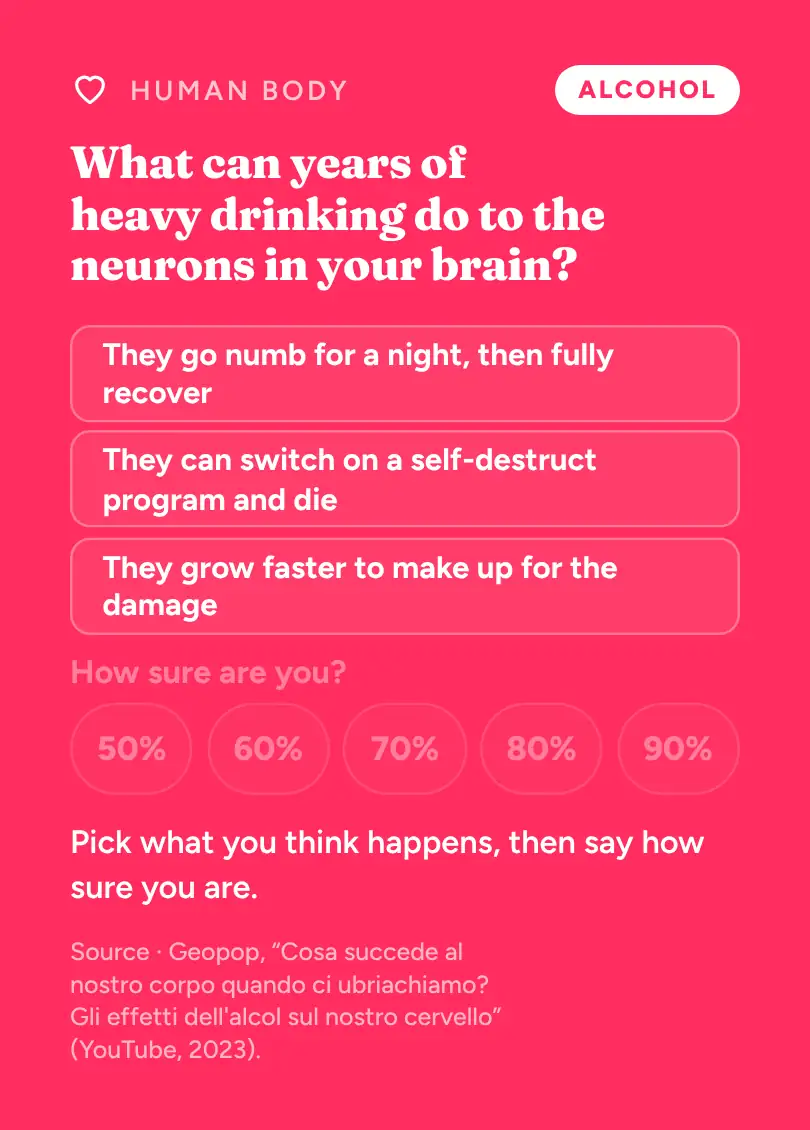 HUMAN BODY
ALCOHOL
What can years of
heavy drinking do to the
neurons in your brain?
They go numb for a night, then fully
recover
They can switch on a self-destruct
program and die
They grow faster to make up for the
damage
How sure are you?
50% 60% 70% 80% 90%
Pick what you think happens, then say how
sure you are.
Source · Geopop, “Cosa succede al
nostro corpo quando ci ubriachiamo?
Gli effetti dell'alcol sul nostro cervello”
(YouTube, 2023).